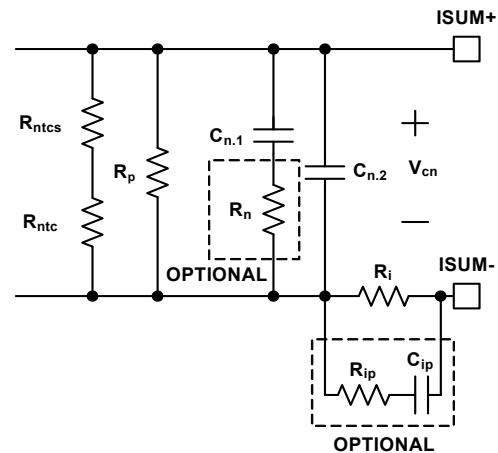 ISUM+
Rntcs
Cn.1
+
Rp
Cn.2
Vcn
Rntc
Rn
−
OPTIONAL
Ri
ISUM-
Rip
Cip
OPTIONAL